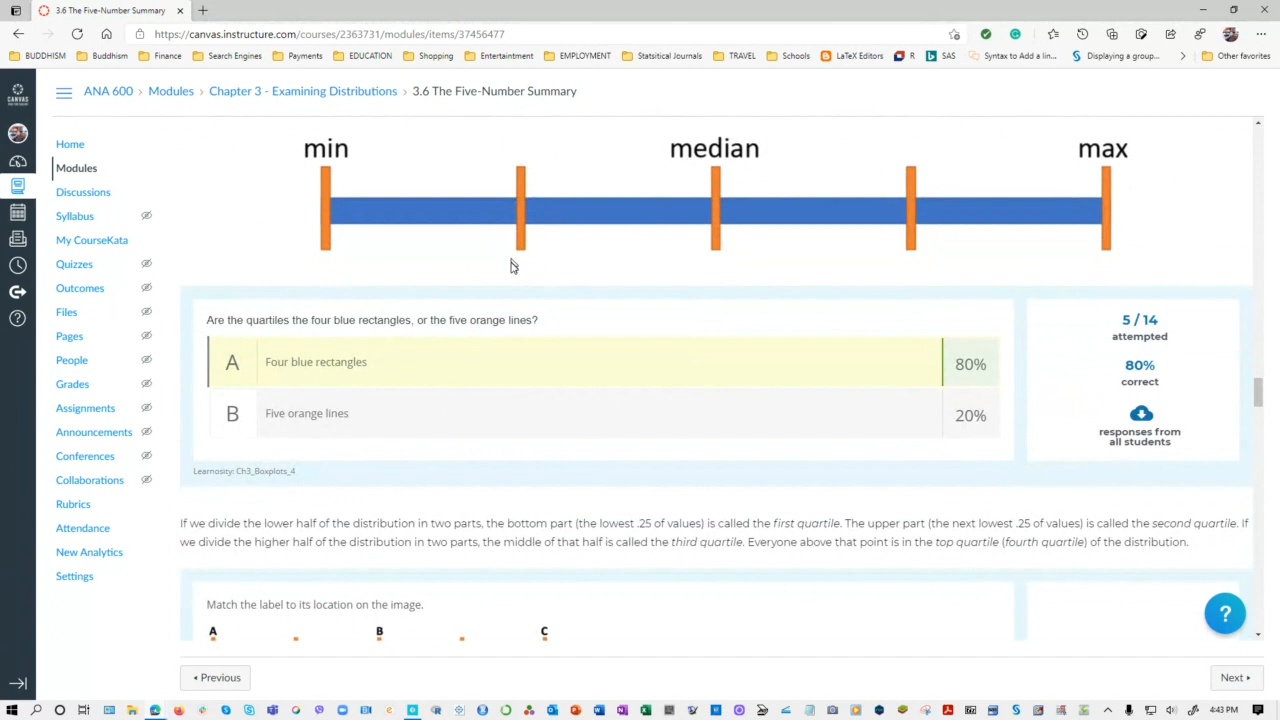 3.6 The Five-Number Summary
https://canvas.instructure.com/courses/2363731/modules/items/37456477
BUDDHISM Buddhism Finance Search Engines Payments EDUCATION Shopping Entertainment EMPLOYMENT Statsitical Journals TRAVEL Schools LaTeX Editors R SAS Syntax to Add a lin... Displaying a group... Other favorites
CANVAS
ANA 600 › Modules › Chapter 3 - Examining Distributions › 3.6 The Five-Number Summary
Home
Modules
Discussions
Syllabus
My CourseKata
Quizzes
Outcomes
Files
Pages
People
Grades
Assignments
Announcements
Conferences
Collaborations
Rubrics
Attendance
New Analytics
Settings
min median max
Are the quartiles the four blue rectangles, or the five orange lines?
A Four blue rectangles 80%
B Five orange lines 20%
5 / 14
attempted
80%
correct
responses from
all students
Learnosity: Ch3_Boxplots_4
If we divide the lower half of the distribution in two parts, the bottom part (the lowest .25 of values) is called the first quartile. The upper part (the next lowest .25 of values) is called the second quartile. If
we divide the higher half of the distribution in two parts, the middle of that half is called the third quartile. Everyone above that point is in the top quartile (fourth quartile) of the distribution.
Match the label to its location on the image.
A B C
?
Previous
Next
4:43 PM